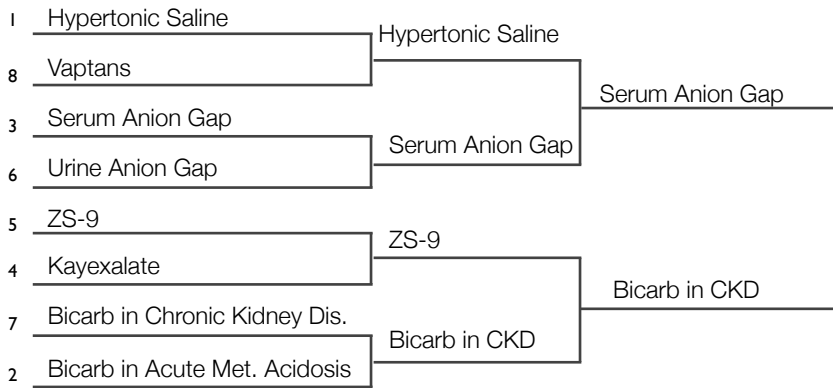 1 Hypertonic Saline
8 Vaptans
3 Serum Anion Gap
6 Urine Anion Gap
5 ZS-9
4 Kayexalate
7 Bicarb in Chronic Kidney Dis.
2 Bicarb in Acute Met. Acidosis
Hypertonic Saline
Serum Anion Gap
ZS-9
Bicarb in CKD
Serum Anion Gap
Bicarb in CKD